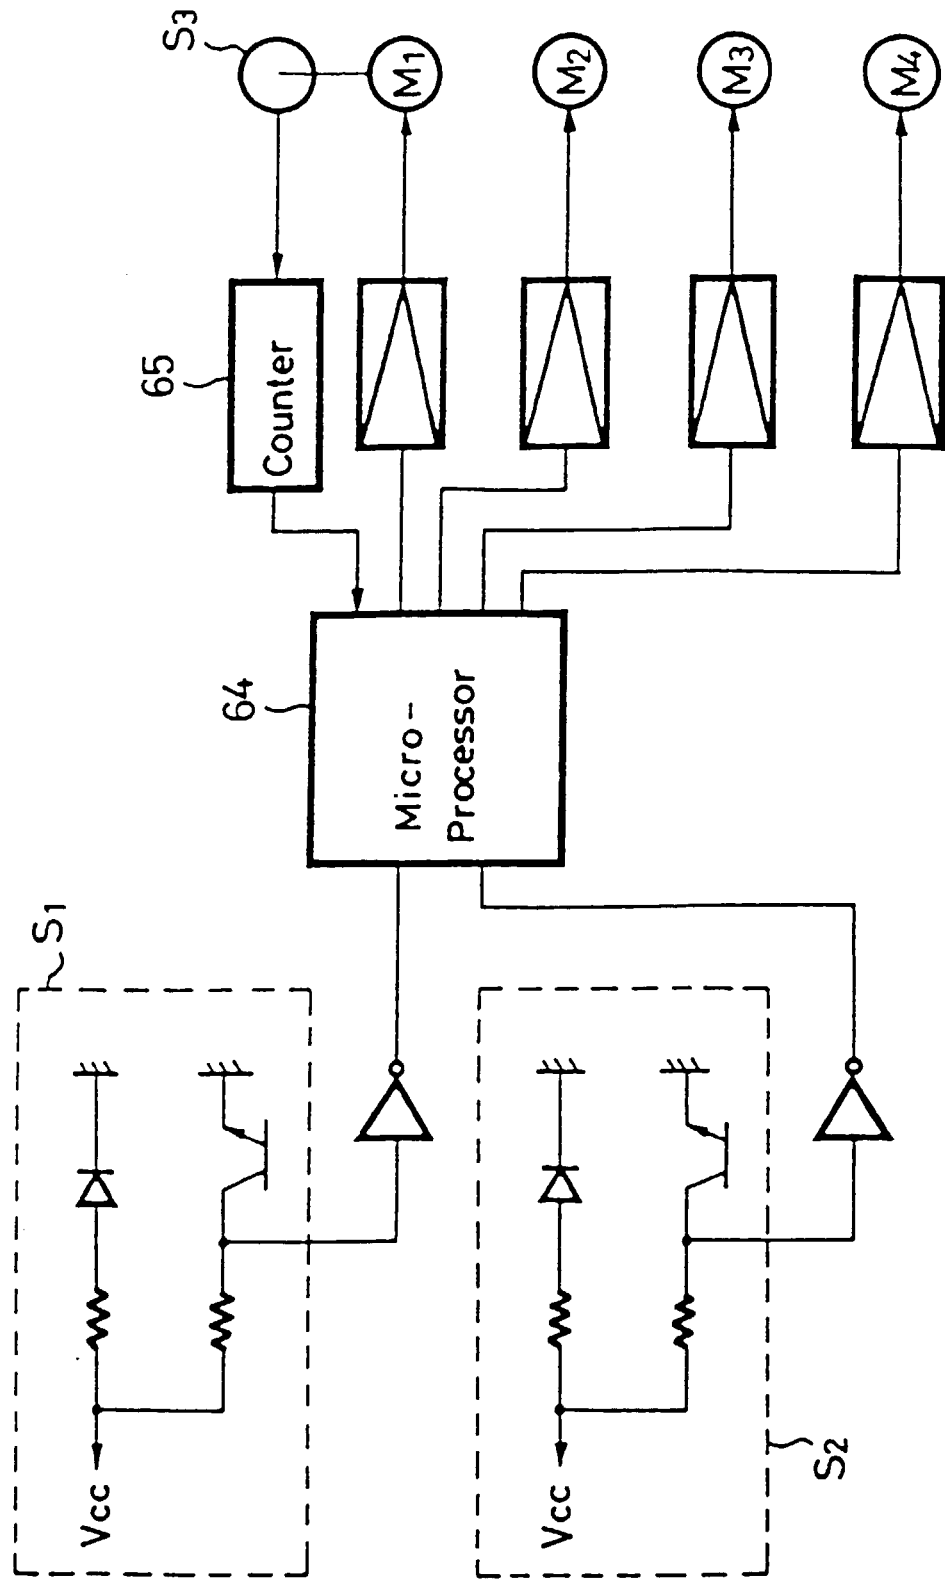 S1
Vcc
S2
Vcc
64
Micro-
Processor
65
Counter
S3
M1
M2
M3
M4